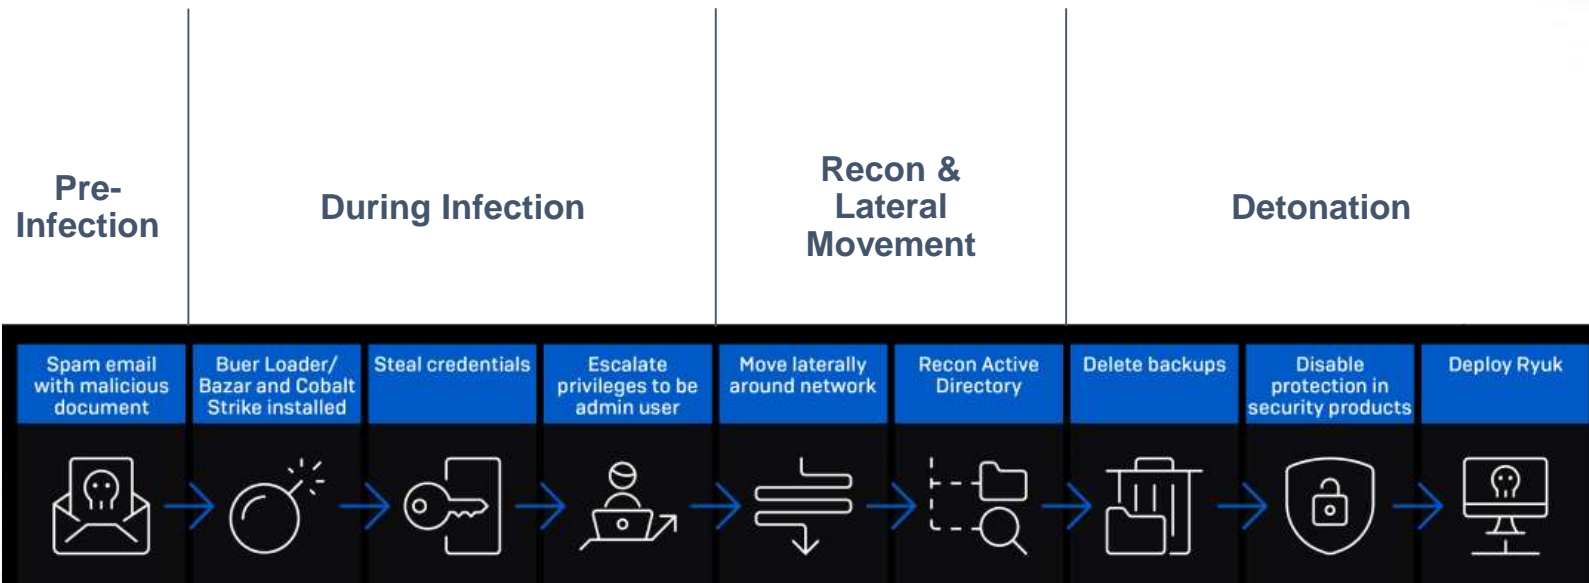 Pre-
Infection
During Infection
Recon &
Lateral
Movement
Detonation
Spam email
with malicious
document
Buer Loader/
Bazar and Cobalt
Strike installed
Steal credentials
Escalate
privileges to be
admin user
Move laterally
around network
Recon Active
Directory
Delete backups
Disable
protection in
security products
Deploy Ryuk